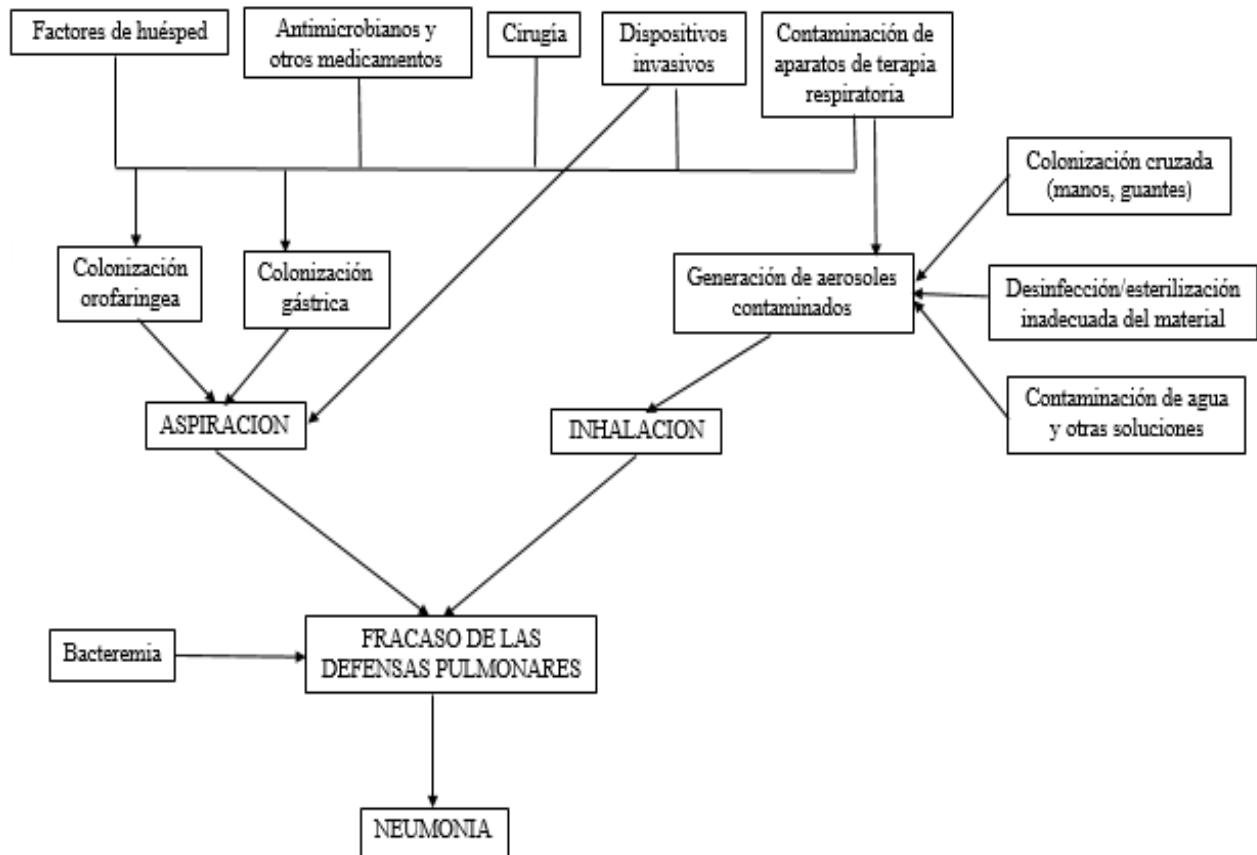 Factores de huésped
Antimicrobianos y
otros medicamentos
Cirugía
Dispositivos
invasivos
Contaminación de
aparatos de terapia
respiratoria
Colonización cruzada
(manos, guantes)
Colonización
orofaringea
Colonización
gástrica
Generación de aerosoles
contaminados
Desinfección/esterilización
inadecuada del material
Contaminación de agua
y otras soluciones
ASPIRACION
INHALACION
Bacteremia
FRACASO DE LAS
DEFENSAS PULMONARES
NEUMONIA